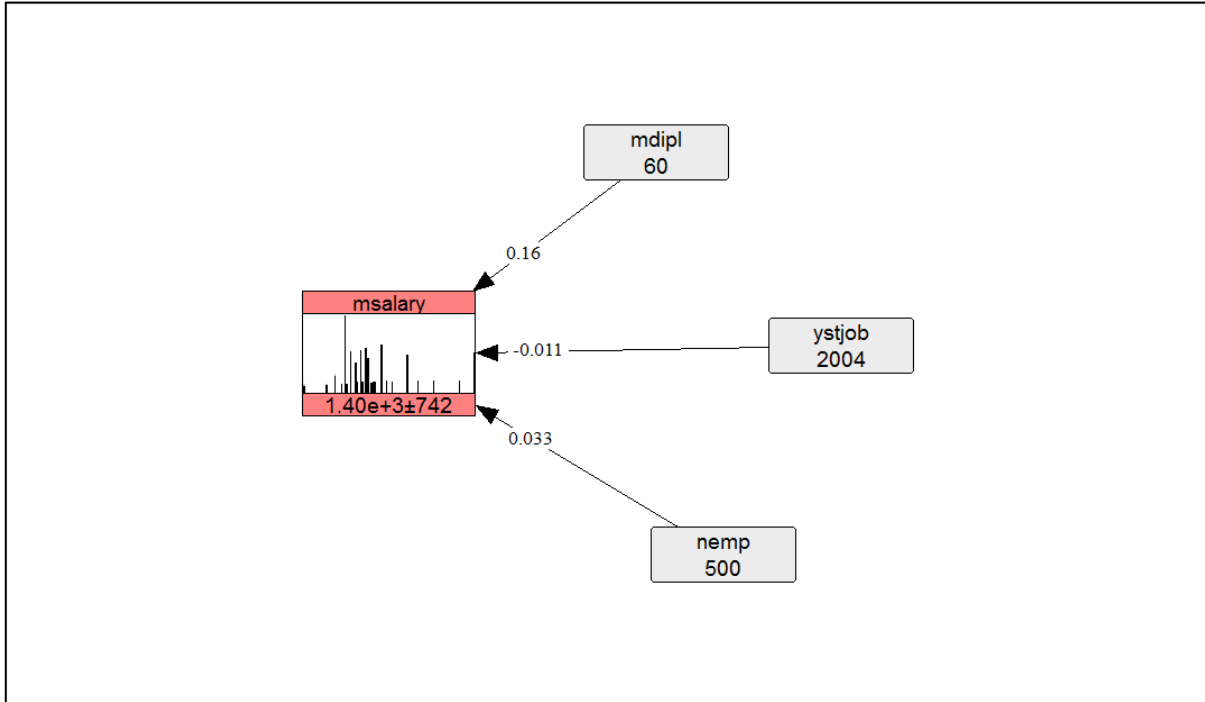 mdipl
60
0.16
msalary
1.40e+3±742
-0.011
ystjob
2004
0.033
nemp
500